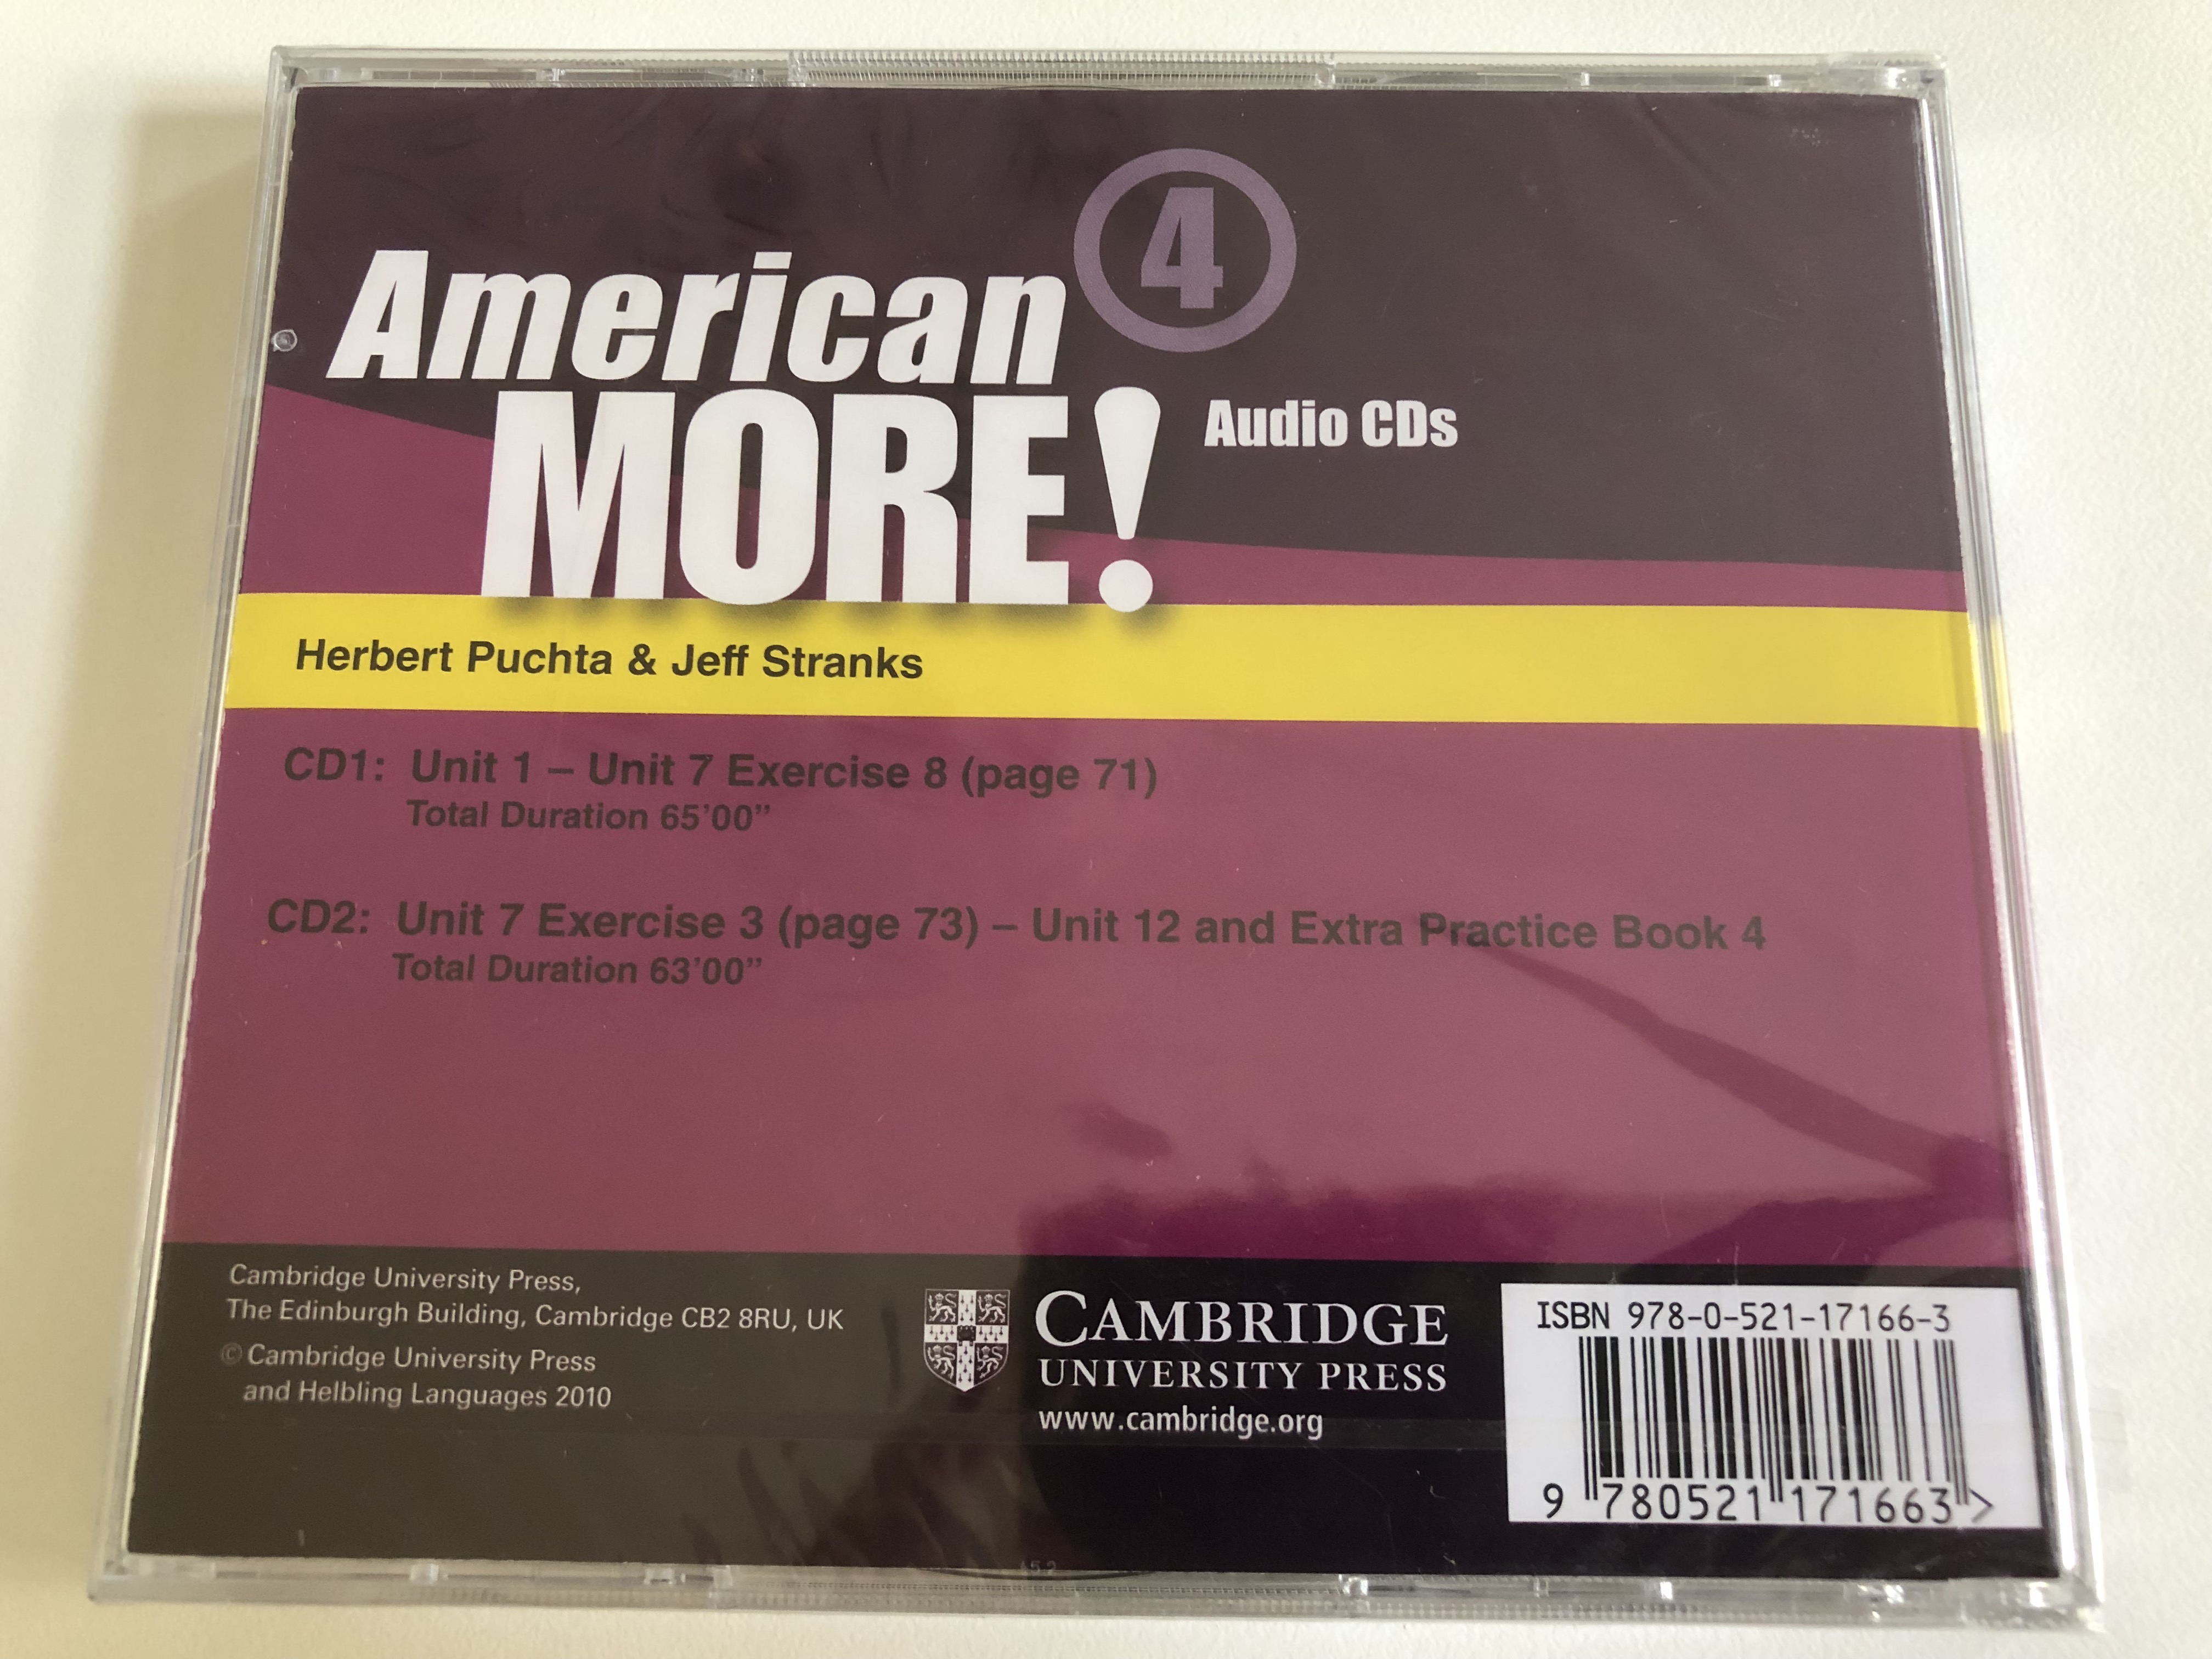 4
American
MORE!
Audio CDs
Herbert Puchta & Jeff Stranks
CD1: Unit 1 – Unit 7 Exercise 8 (page 71)
Total Duration 65’00”
CD2: Unit 7 Exercise 3 (page 73) – Unit 12 and Extra Practice Book 4
Total Duration 63’00”
Cambridge University Press,
The Edinburgh Building, Cambridge CB2 8RU, UK
© Cambridge University Press
and Helbling Languages 2010
CAMBRIDGE
UNIVERSITY PRESS
www.cambridge.org
ISBN 978-0-521-17166-3
9 780521 171663 >